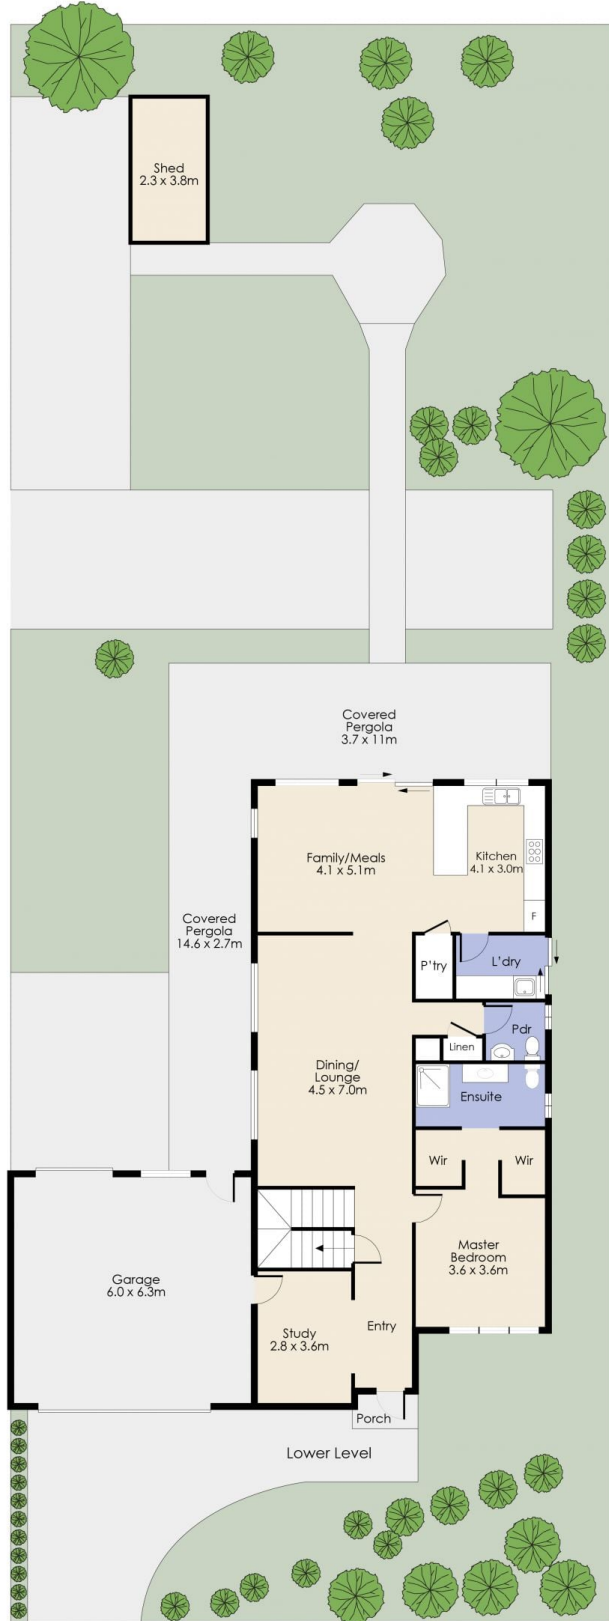 Shed
2.3 x 3.8m
Covered
Pergola
3.7 x 11m
Family/Meals
4.1 x 5.1m
Kitchen
4.1 x 3.0m
F
Covered
Pergola
14.6 x 2.7m
P'try
L'dry
Pdr
Linen
Dining/
Lounge
4.5 x 7.0m
Ensuite
Wir
Wir
Master
Bedroom
3.6 x 3.6m
Garage
6.0 x 6.3m
Study
2.8 x 3.6m
Entry
Porch
Lower Level